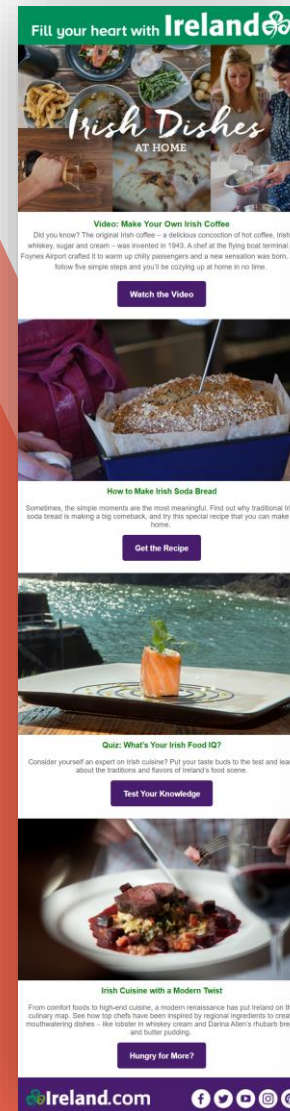 Fill your heart with Ireland
Irish Dishes
AT HOME
Video: Make Your Own Irish Coffee
Did you know? The original Irish coffee – a delicious concoction of hot coffee, Irish
whiskey, sugar and cream – was invented in 1943. A chef at the flying boat terminal
Foynes Airport crafted it to warm up chilly passengers and a new sensation was born.
follow five simple steps and you'll be cozying up at home in no time.
Watch the Video
How to Make Irish Soda Bread
Sometimes, the simple moments are the most meaningful. Find out why traditional
soda bread is making a big comeback, and try this special recipe that you can make
home.
Get the Recipe
Quiz: What's Your Irish Food IQ?
Consider yourself an expert on Irish cuisine? Put your taste buds to the test and
about the traditions and flavors of Ireland's food scene.
Test Your Knowledge
Irish Cuisine with a Modern Twist
From comfort foods to high-end cuisine, a modern renaissance has put Ireland on
culinary map. See how top chefs have been inspired by regional ingredients to
mouthwatering dishes – like lobster in whiskey cream and Darina Allen's rhubarb
and butter pudding.
Hungry for More?
Ireland.com